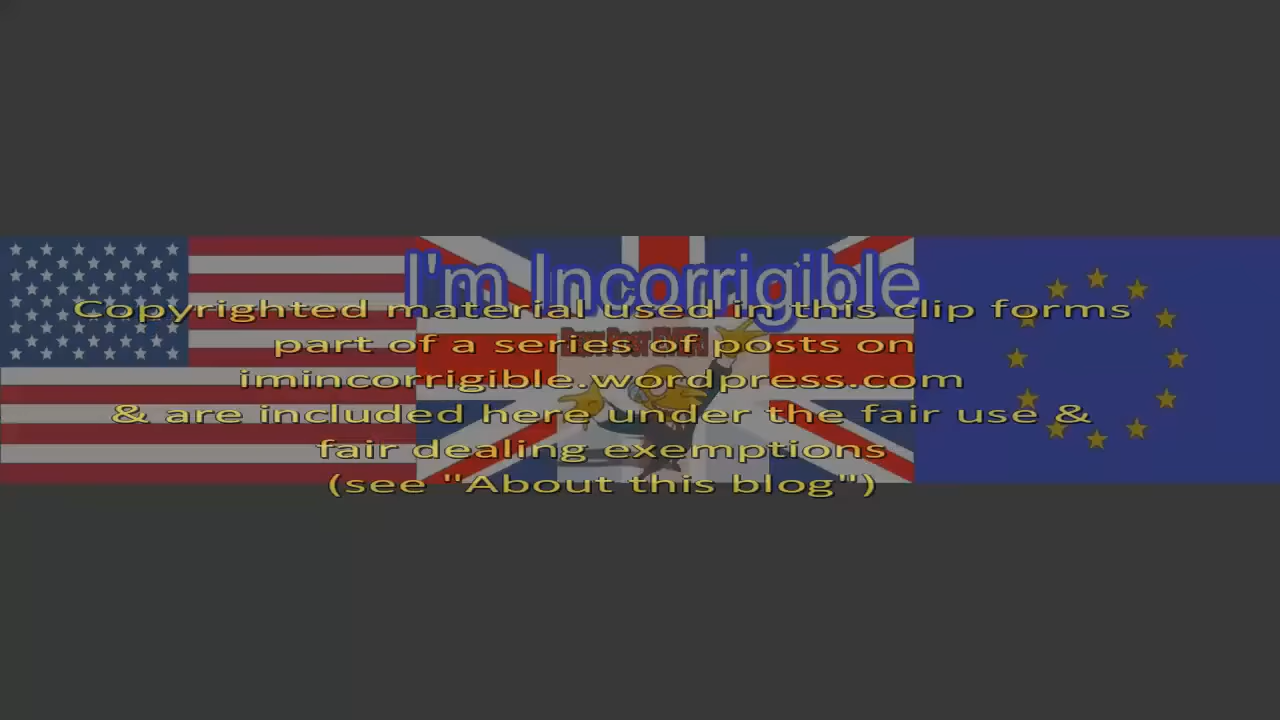 I'm Incorrigible
Copyrighted material used in this clip forms
part of a series of posts on
imincorrigible.wordpress.com
& are included here under the fair use &
fair dealing exemptions
(see "About this blog")